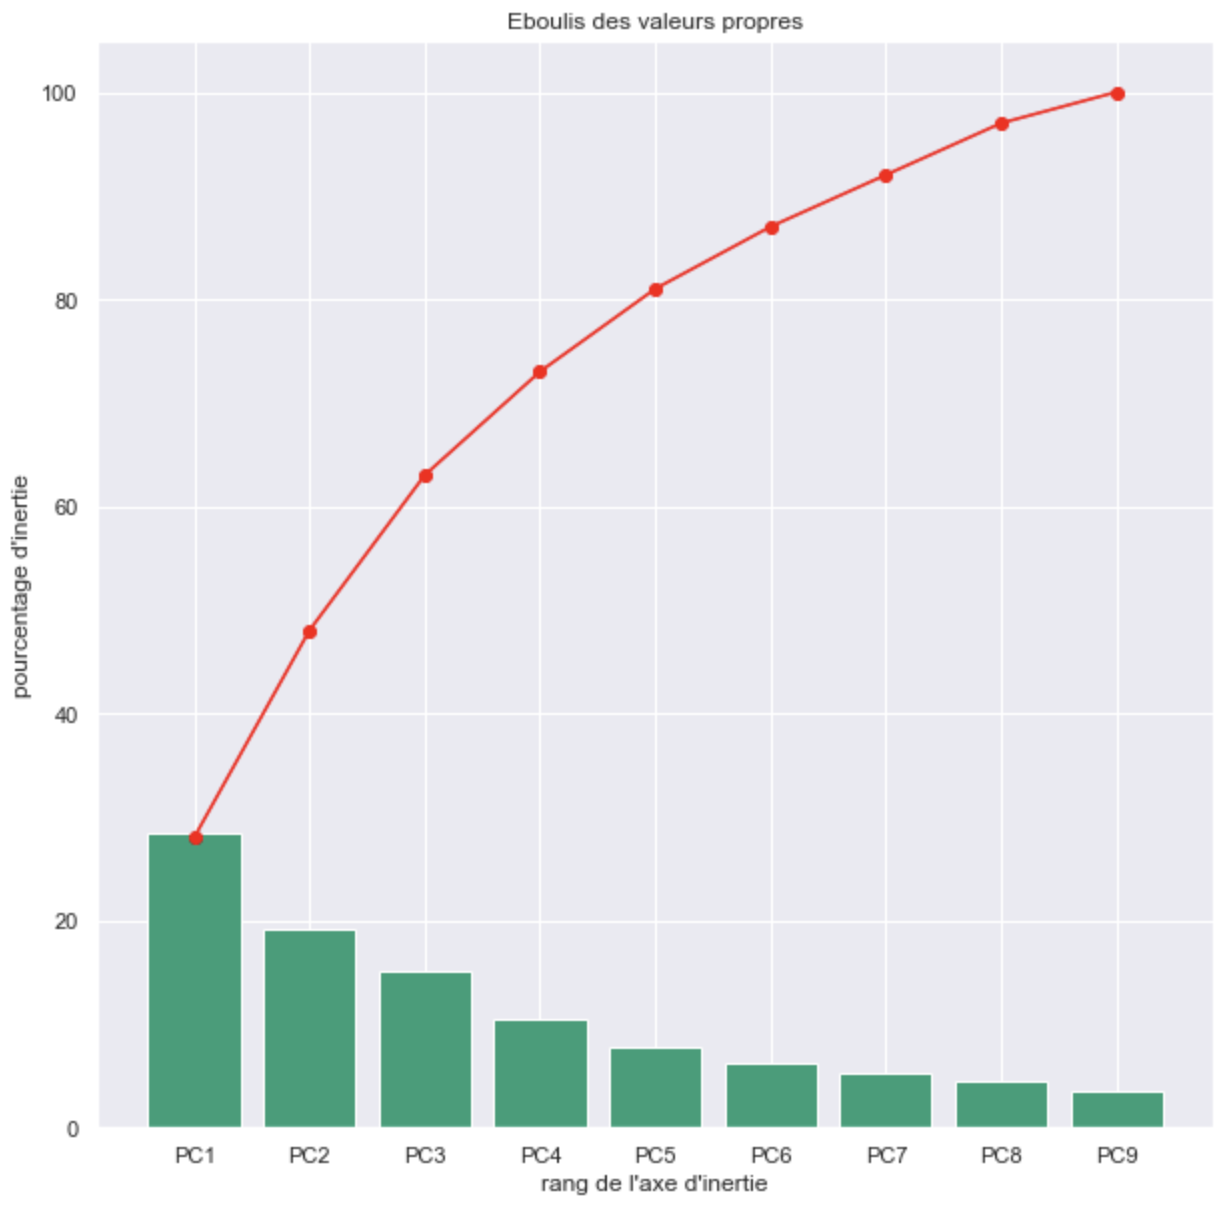 Eboulis des valeurs propres
100
80
60
40
20
0
pourcentage d'inertie
PC1 PC2 PC3 PC4 PC5 PC6 PC7 PC8 PC9
rang de l'axe d'inertie